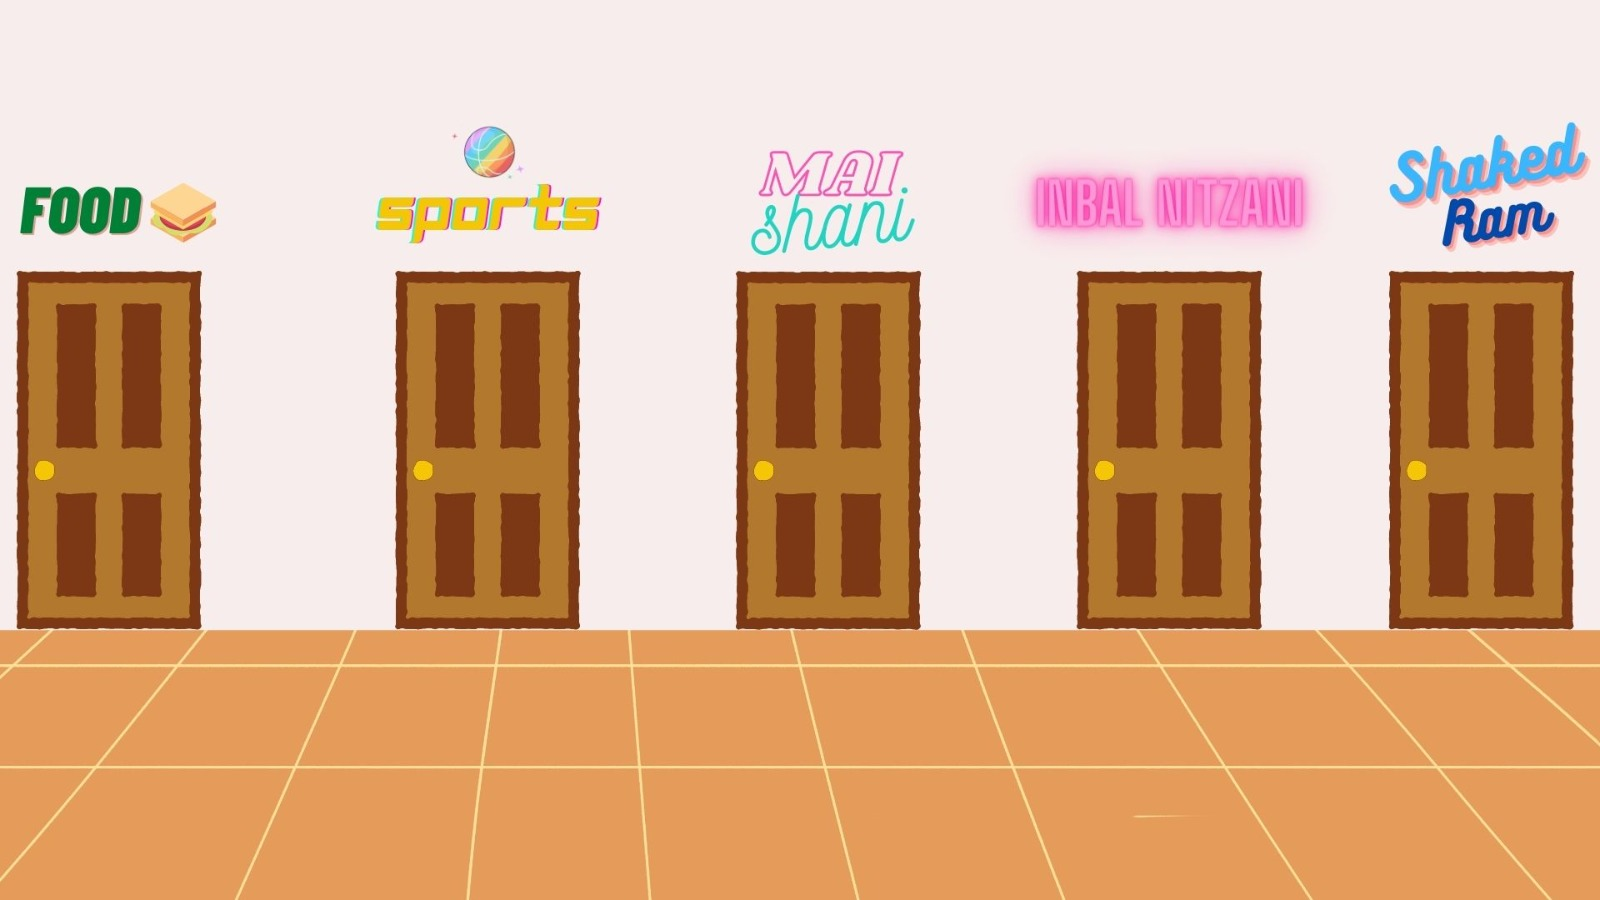 FOOD
sports
MAI
shani
INBAL NITZANI
Shaked
Ram